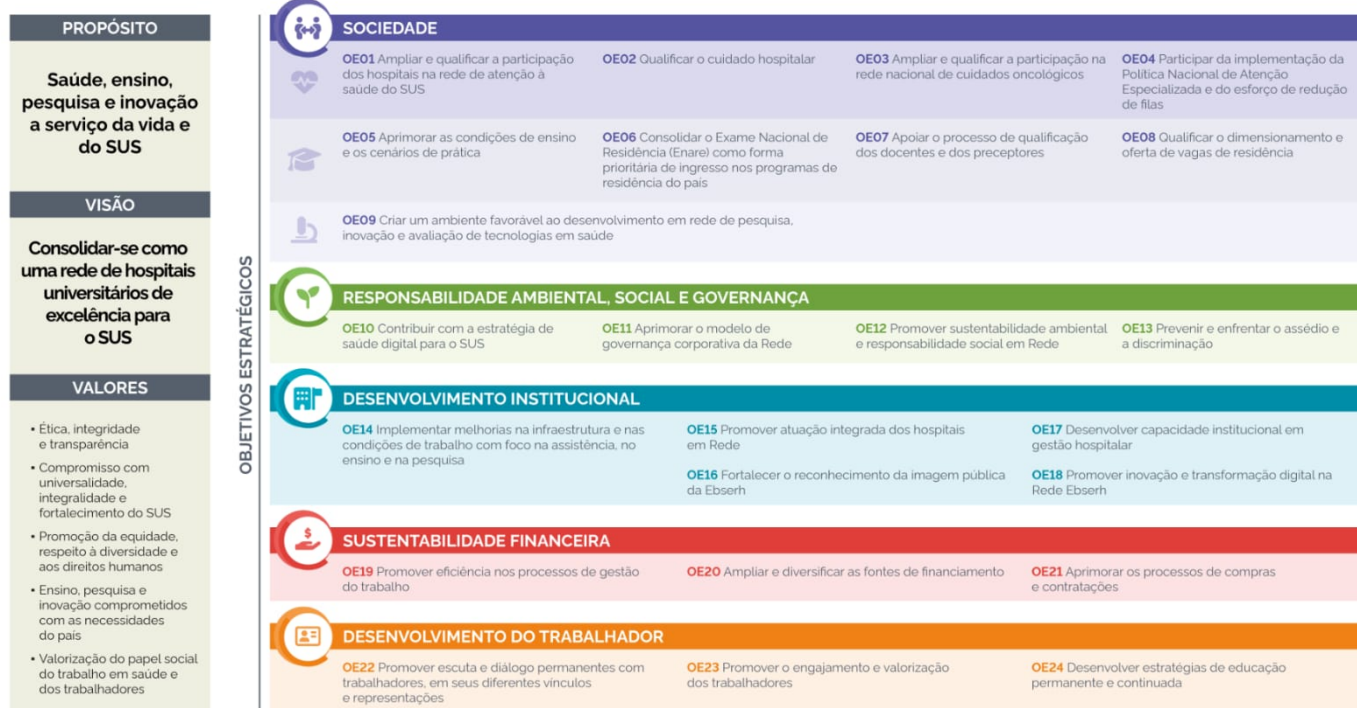 PROPÓSITO
Saúde, ensino,
pesquisa e inovação
a serviço da vida e
do SUS
VISÃO
Consolidar-se como
uma rede de hospitais
universitários de
excelência para
o SUS
VALORES
• Ética, integridade
e transparência
• Compromisso com
universalidade,
integralidade e
fortalecimento do SUS
• Promoção da equidade,
respeito à diversidade e
aos direitos humanos
• Ensino, pesquisa e
inovação comprometidos
com as necessidades
do país
• Valorização do papel social
do trabalho em saúde e
dos trabalhadores
OBJETIVOS ESTRATÉGICOS
SOCIEDADE
OE01 Ampliar e qualificar a participação
dos hospitais na rede de atenção à
saúde do SUS
OE02 Qualificar o cuidado hospitalar
OE03 Ampliar e qualificar a participação na
rede nacional de cuidados oncológicos
OE04 Participar da implementação da
Política Nacional de Atenção
Especializada e do esforço de redução
de filas
OE05 Aprimorar as condições de ensino
e os cenários de prática
OE06 Consolidar o Exame Nacional de
Residência (Enare) como forma
prioritária de ingresso nos programas de
residência do país
OE07 Apoiar o processo de qualificação
dos docentes e dos preceptores
OE08 Qualificar o dimensionamento e
oferta de vagas de residência
OE09 Criar um ambiente favorável ao desenvolvimento em rede de pesquisa,
inovação e avaliação de tecnologias em saúde
RESPONSABILIDADE AMBIENTAL, SOCIAL E GOVERNANÇA
OE10 Contribuir com a estratégia de
saúde digital para o SUS
OE11 Aprimorar o modelo de
governança corporativa da Rede
OE12 Promover sustentabilidade ambiental
e responsabilidade social em Rede
OE13 Prevenir e enfrentar o assédio e
a discriminação
DESENVOLVIMENTO INSTITUCIONAL
OE14 Implementar melhorias na infraestrutura e nas
condições de trabalho com foco na assistência, no
ensino e na pesquisa
OE15 Promover atuação integrada dos hospitais
em Rede
OE16 Fortalecer o reconhecimento da imagem pública
da Ebserh
OE17 Desenvolver capacidade institucional em
gestão hospitalar
OE18 Promover inovação e transformação digital na
Rede Ebserh
$
SUSTENTABILIDADE FINANCEIRA
OE19 Promover eficiência nos processos de gestão
do trabalho
OE20 Ampliar e diversificar as fontes de financiamento
OE21 Aprimorar os processos de compras
e contratações
DESENVOLVIMENTO DO TRABALHADOR
OE22 Promover escuta e diálogo permanentes com
trabalhadores, em seus diferentes vínculos
e representações
OE23 Promover o engajamento e valorização
dos trabalhadores
OE24 Desenvolver estratégias de educação
permanente e continuada